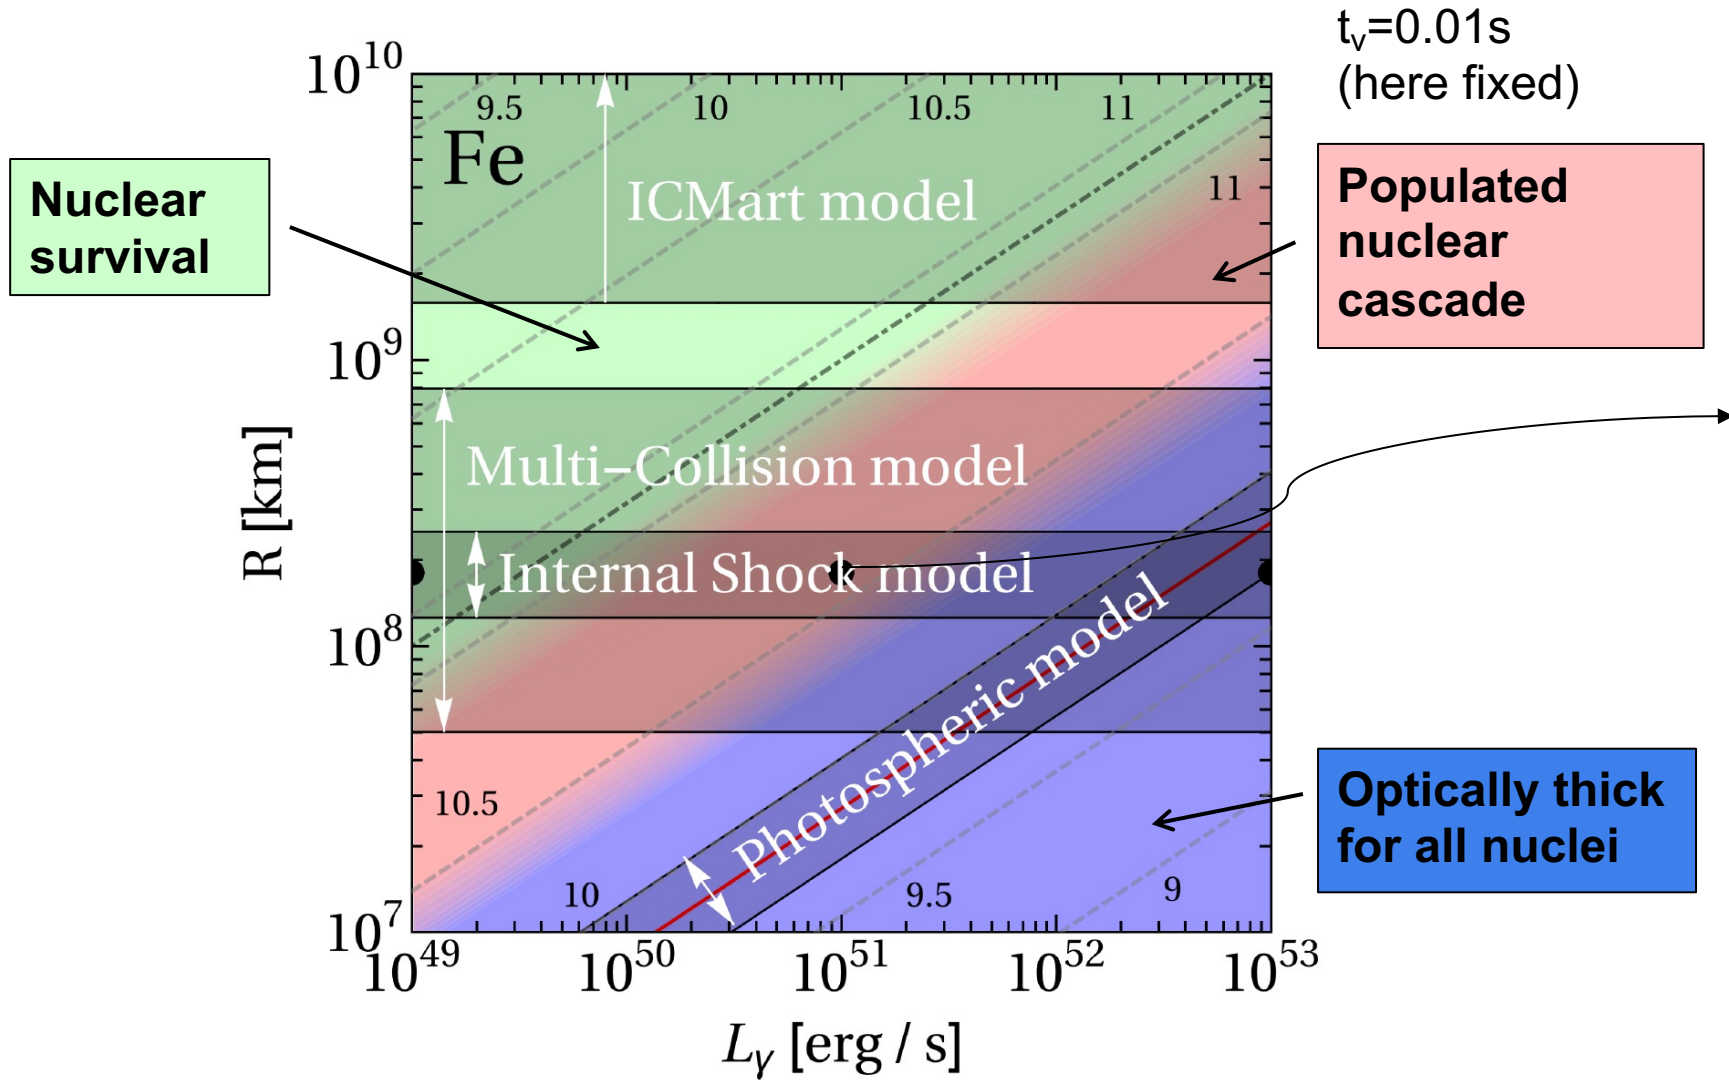 t_v=0.01s
(here fixed)
Nuclear
survival
Populated
nuclear
cascade
Optically thick
for all nuclei
Fe
9.5
10
10.5
11
11
ICMart model
Multi-Collision model
Internal Shock model
Photospheric model
10.5
10
9.5
9
R [km]
10^10
10^9
10^8
10^7
10^49
10^50
10^51
10^52
10^53
L_γ [erg / s]